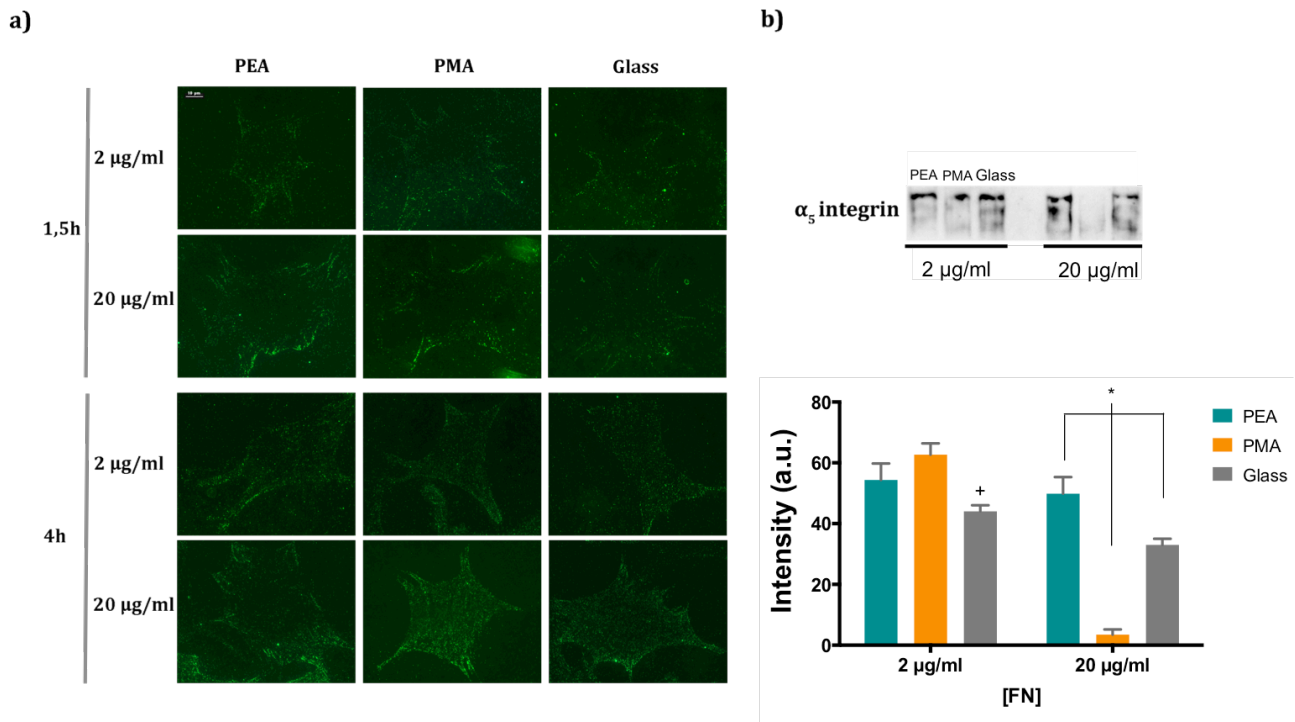 a)
PEA PMA Glass
10 µm
2 µg/ml
1,5h
20 µg/ml
2 µg/ml
4h
20 µg/ml
b)
PEA PMA Glass
α5 integrin
2 µg/ml 20 µg/ml
*
80
60
40
20
0
Intensity (a.u.)
+
PEA
PMA
Glass
2 µg/ml 20 µg/ml
[FN]